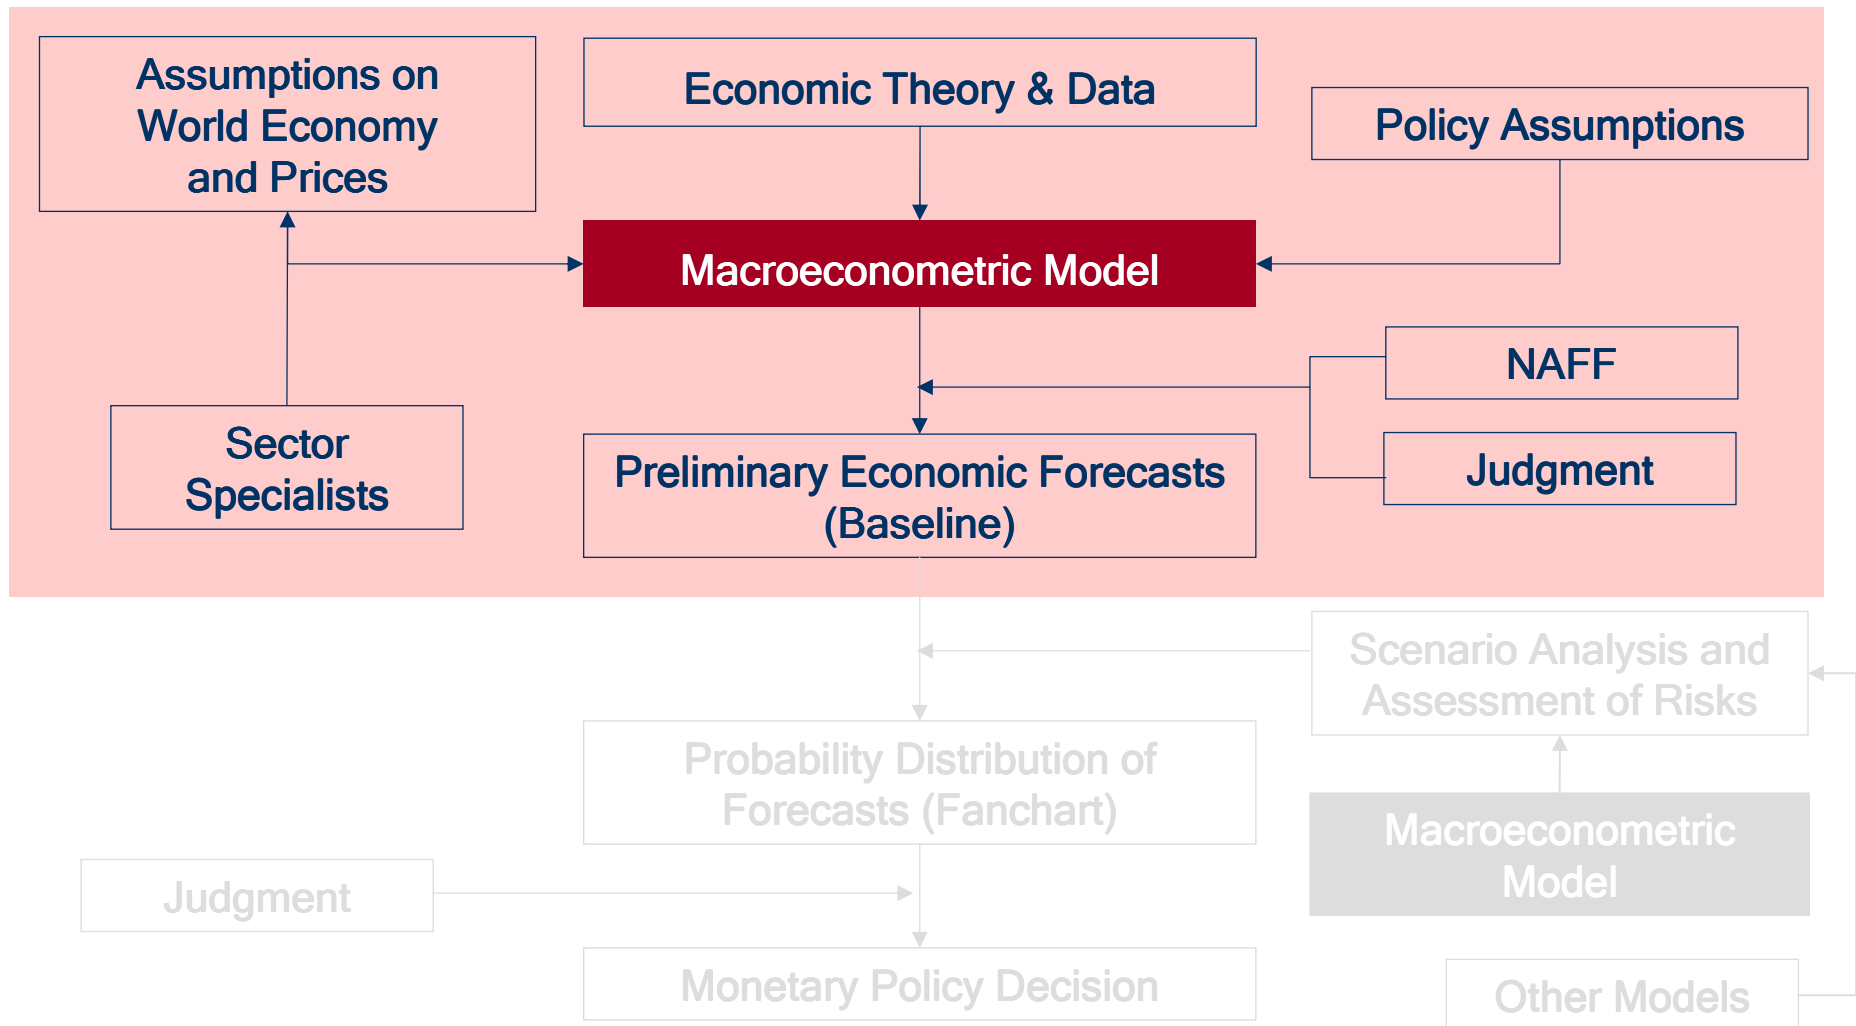 Assumptions on
World Economy
and Prices
Economic Theory & Data
Policy Assumptions
Macroeconometric Model
NAFF
Sector
Specialists
Preliminary Economic Forecasts
(Baseline)
Judgment
Scenario Analysis and
Assessment of Risks
Probability Distribution of
Forecasts (Fanchart)
Macroeconometric
Model
Judgment
Monetary Policy Decision
Other Models